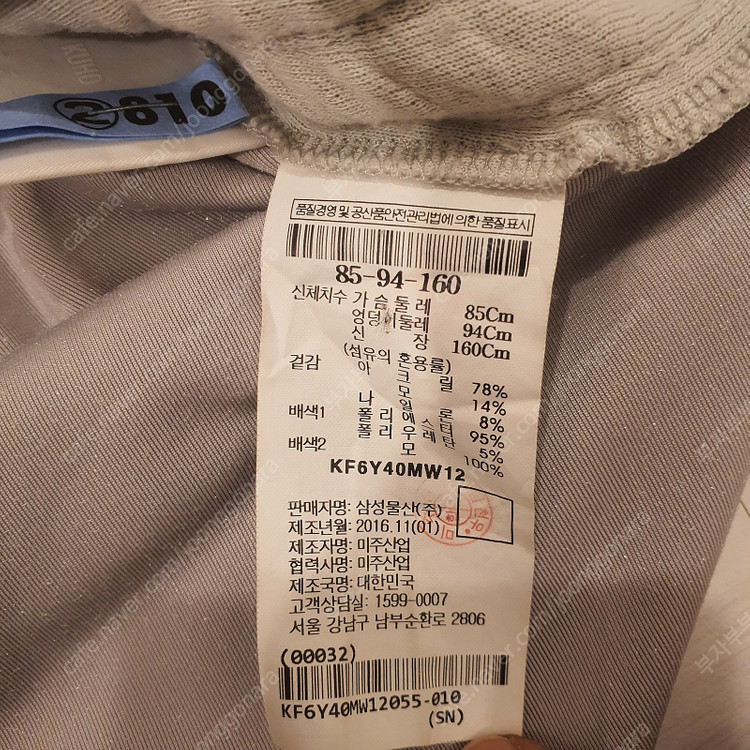 KUHO
②810
품질경영 및 공산품안전관리법에 의한 품질표시
85-94-160
신체치수 가슴둘레 85Cm
엉덩이둘레 94Cm
신장 160Cm
(섬유의 혼용률)
겉감 아크릴 78%
모 14%
나일론 8%
배색1 폴리에스터 95%
폴리우레탄 5%
배색2 모 100%
KF6Y40MW12
판매자명: 삼성물산(주)
제조년월: 2016.11(01)
제조자명: 미주산업
협력사명: 미주산업
제조국명: 대한민국
고객상담실: 1599-0007
서울 강남구 남부순환로 2806
(00032)
KF6Y40MW12055-010
(SN)